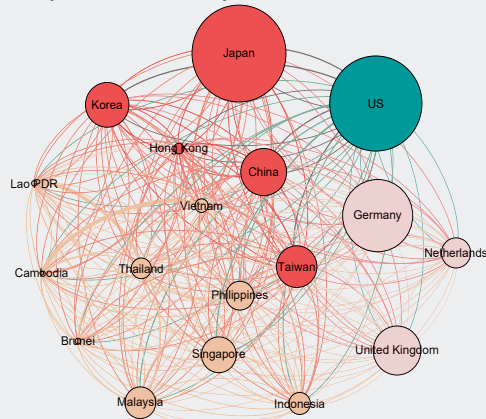 Japan
US
Korea
Hong Kong
China
Lao PDR
Vietnam
Germany
Netherlands
Cambodia
Thailand
Taiwan
Philippines
Brunei
Singapore
United Kingdom
Malaysia
Indonesia